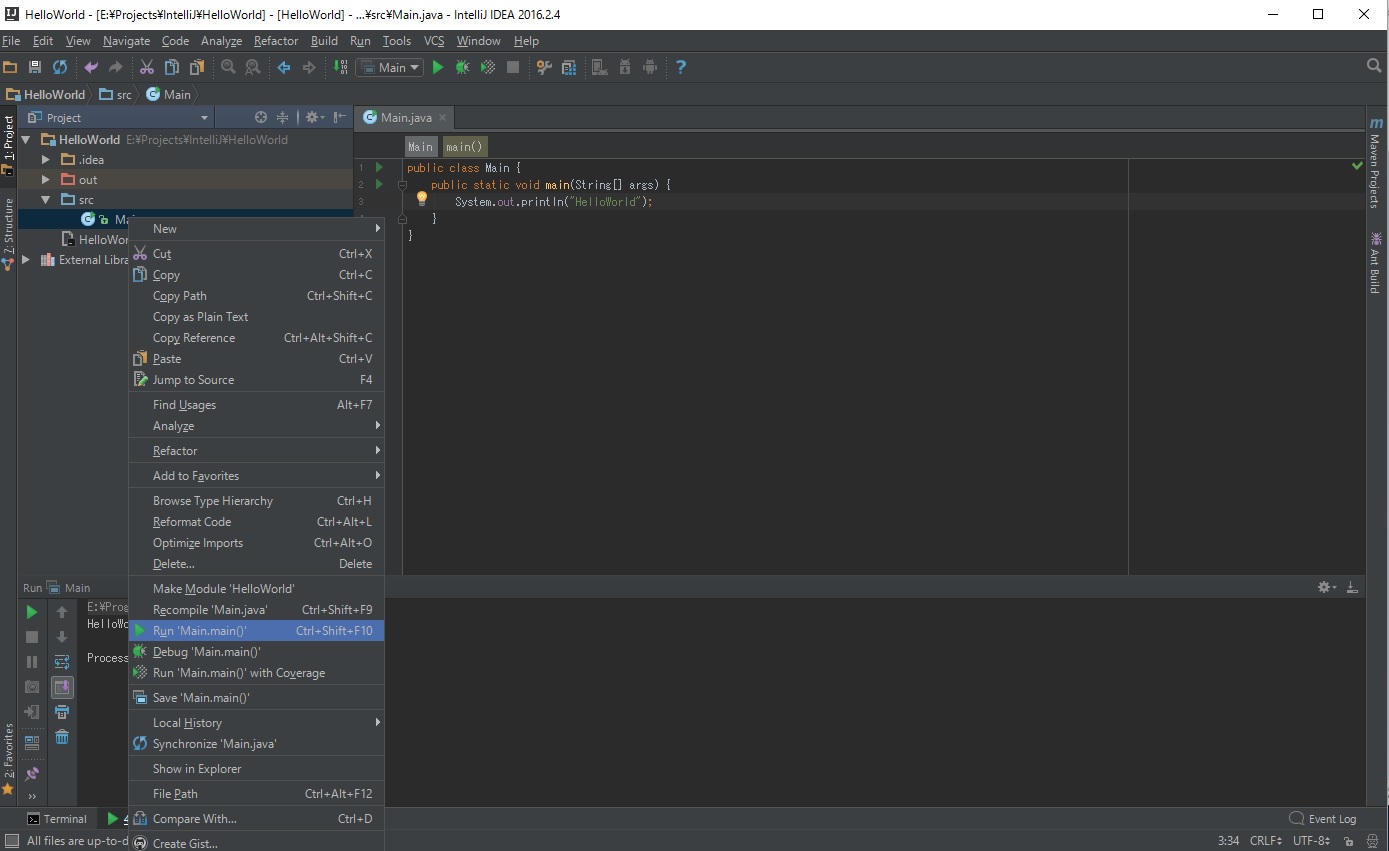 HelloWorld - [E:¥Projects¥IntelliJ¥HelloWorld] - [HelloWorld] - ...¥src¥Main.java - IntelliJ IDEA 2016.2.4
File Edit View Navigate Code Analyze Refactor Build Run Tools VCS Window Help
Main
HelloWorld src Main
1: Project
Project
Main.java
HelloWorld E:¥Projects¥IntelliJ¥HelloWorld
.idea
out
src
Main
HelloWor
External Libra
7: Structure
Main main()
1 public class Main {
2 public static void main(String[] args) {
3 System.out.println("HelloWorld");
}
}
Maven Projects
Ant Build
New
Cut Ctrl+X
Copy Ctrl+C
Copy Path Ctrl+Shift+C
Copy as Plain Text
Copy Reference Ctrl+Alt+Shift+C
Paste Ctrl+V
Jump to Source F4
Find Usages Alt+F7
Analyze
Refactor
Add to Favorites
Browse Type Hierarchy Ctrl+H
Reformat Code Ctrl+Alt+L
Optimize Imports Ctrl+Alt+O
Delete... Delete
Make Module 'HelloWorld'
Recompile 'Main.java' Ctrl+Shift+F9
Run 'Main.main()' Ctrl+Shift+F10
Debug 'Main.main()'
Run 'Main.main()' with Coverage
Save 'Main.main()'
Local History
Synchronize 'Main.java'
Show in Explorer
File Path Ctrl+Alt+F12
Compare With... Ctrl+D
Create Gist...
Run Main
E:¥Prog
HelloWo
Process
2: Favorites
Terminal
Event Log
All files are up-to-d
3:34 CRLF UTF-8